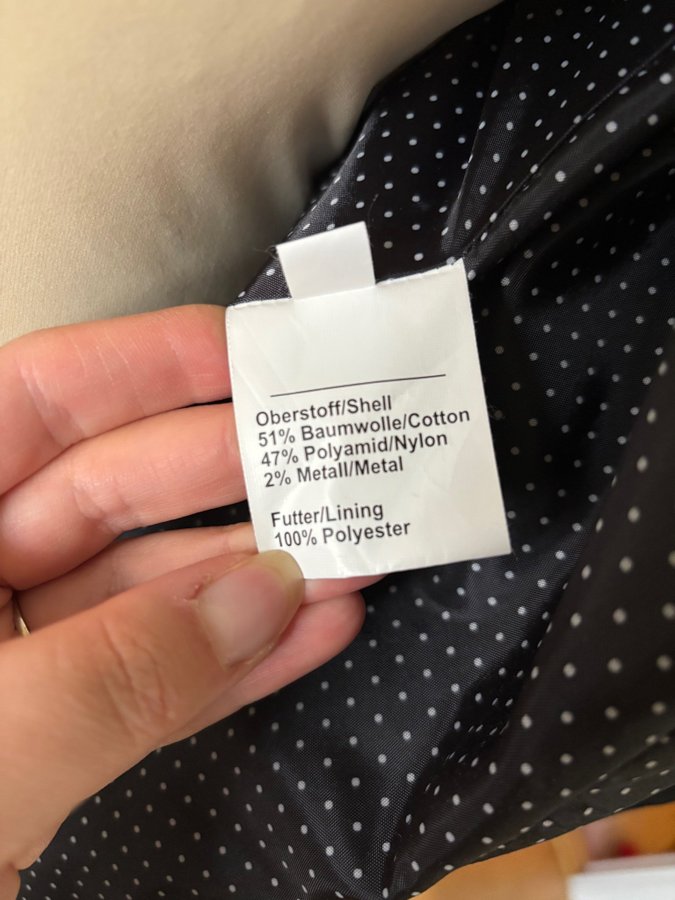 Oberstoff/Shell
51% Baumwolle/Cotton
47% Polyamid/Nylon
2% Metall/Metal
Futter/Lining
100% Polyester